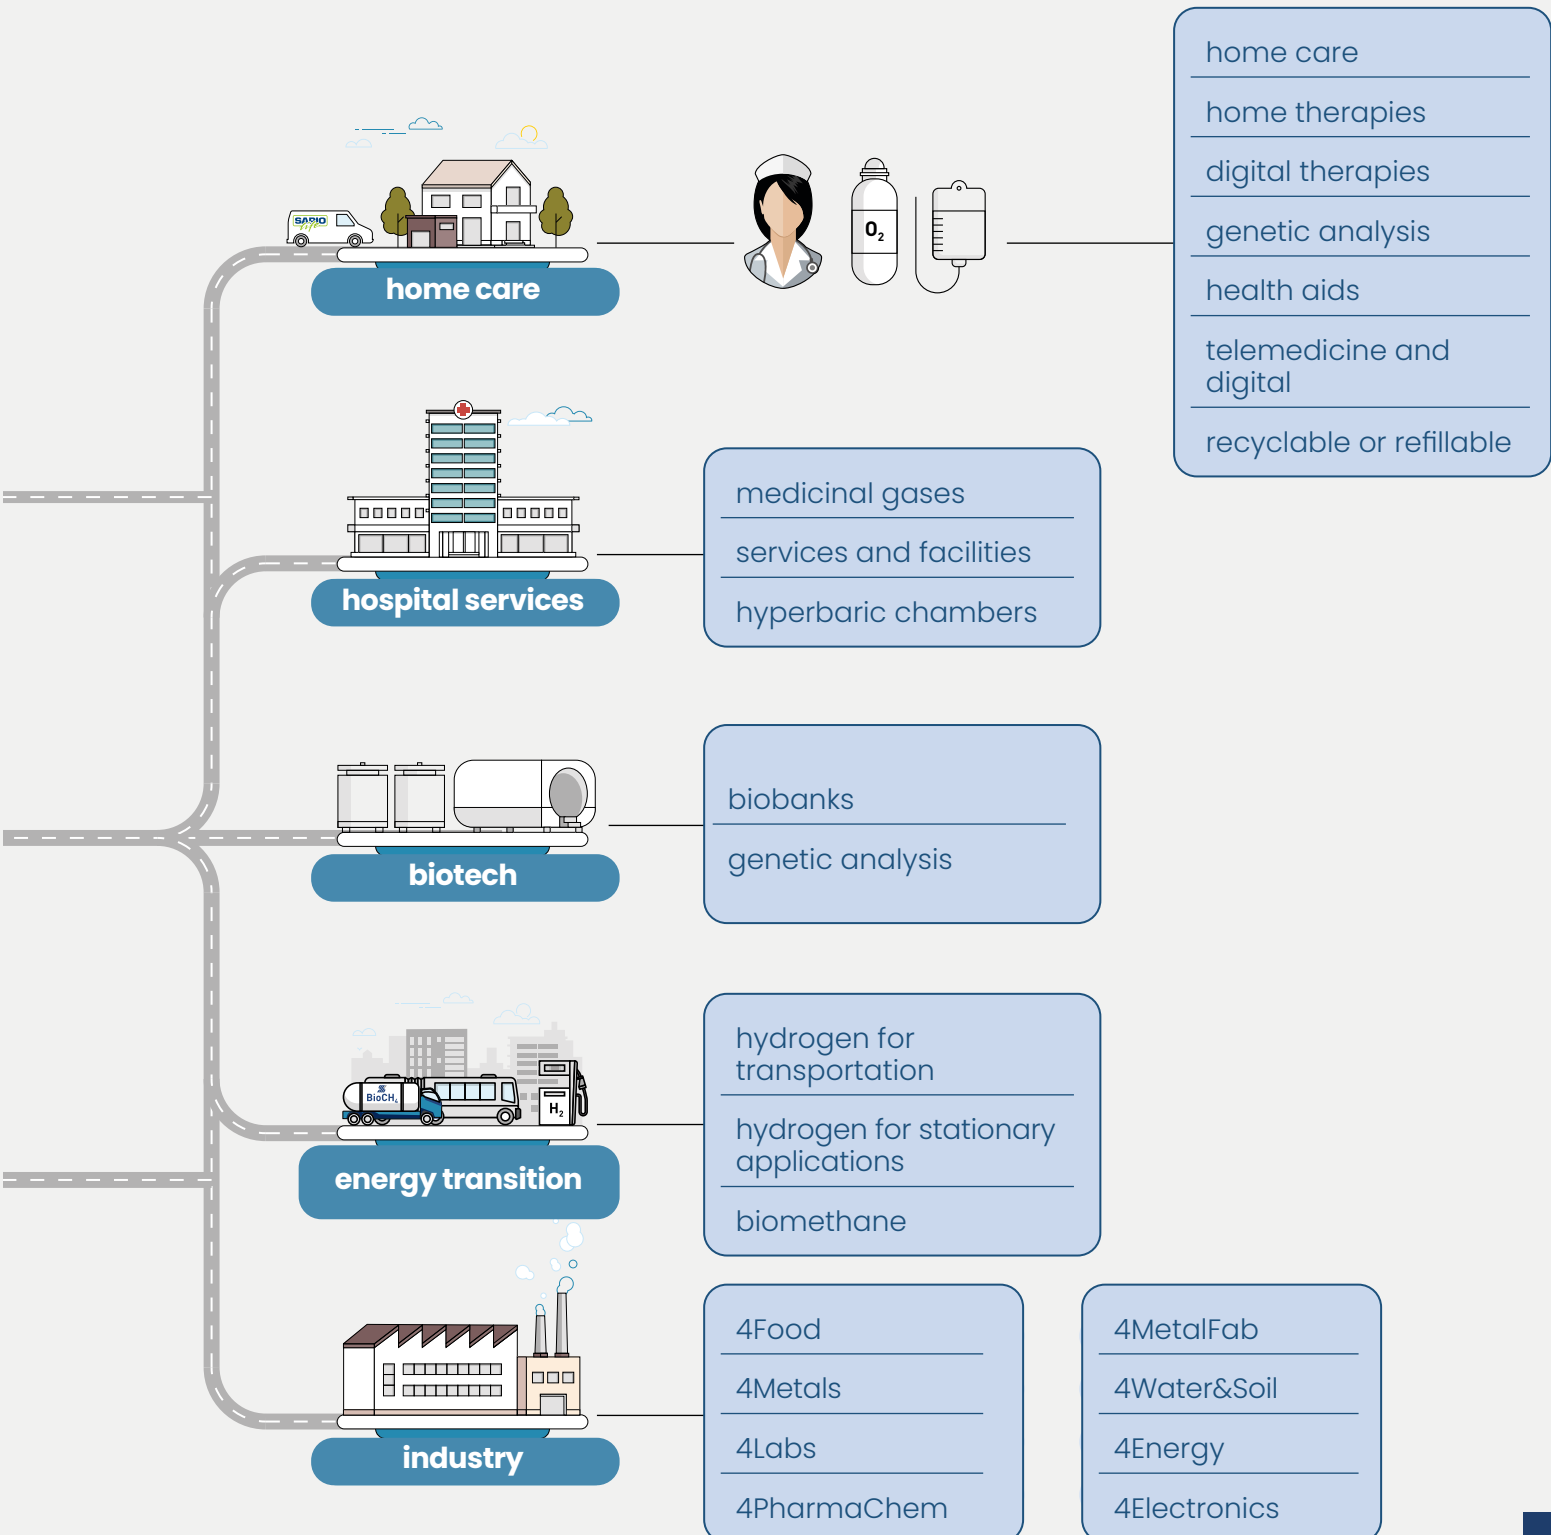 home care
home therapies
digital therapies
genetic analysis
health aids
telemedicine and
digital
recyclable or refillable
SAPIO
life
O₂
home care
hospital services
medicinal gases
services and facilities
hyperbaric chambers
biotech
biobanks
genetic analysis
BioCH₄
H₂
energy transition
hydrogen for
transportation
hydrogen for stationary
applications
biomethane
industry
4Food
4Metals
4Labs
4PharmaChem
4MetalFab
4Water&Soil
4Energy
4Electronics